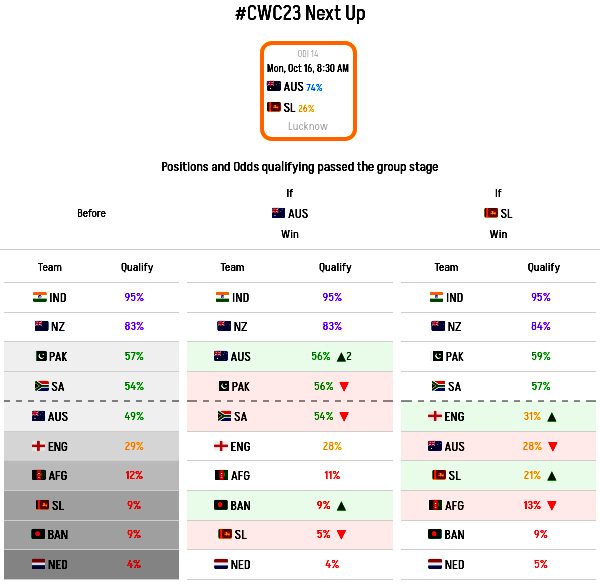 #CWC23 Next Up
ODI 14
Mon, Oct 16, 8:30 AM
AUS 74%
SL 26%
Lucknow
Positions and Odds qualifying passed the group stage
Before
If
AUS
Win
If
SL
Win
Team Qualify Team Qualify Team Qualify
IND 95% IND 95% IND 95%
NZ 83% NZ 83% NZ 84%
PAK 57% AUS 56% ▲2 PAK 59%
SA 54% PAK 56% ▼ SA 57%
AUS 49% SA 54% ▼ ENG 31% ▲
ENG 29% ENG 28% AUS 28% ▼
AFG 12% AFG 11% SL 21% ▲
SL 9% BAN 9% ▲ AFG 13% ▼
BAN 9% SL 5% ▼ BAN 9%
NED 4% NED 4% NED 5%